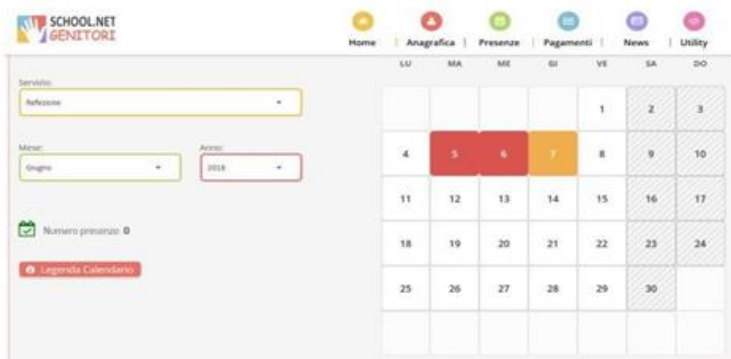 SCHOOL.NET
GENITORI
Home
Anagrafica
Presenze
Pagamenti
News
Utility
Servizio:
Refezione
Mese:
Giugno
Anno:
2018
Numero presenze: 0
Legenda Calendario
LU MA ME GI VE SA DO
1 2 3
4 5 6 7 8 9 10
11 12 13 14 15 16 17
18 19 20 21 22 23 24
25 26 27 28 29 30